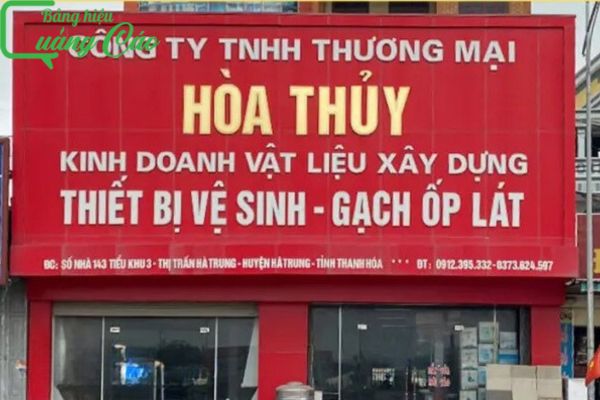 Bảng hiệu
Quảng Cáo
CÔNG TY TNHH THƯƠNG MẠI
HÒA THỦY
KINH DOANH VẬT LIỆU XÂY DỰNG
THIẾT BỊ VỆ SINH - GẠCH ỐP LÁT
ĐC: SỐ NHÀ 143 TIỂU KHU 3 - THỊ TRẤN HÀ TRUNG - HUYỆN HÀ TRUNG - TỈNH THANH HÓA *** ĐT: 0912.395.332-0373.624.597